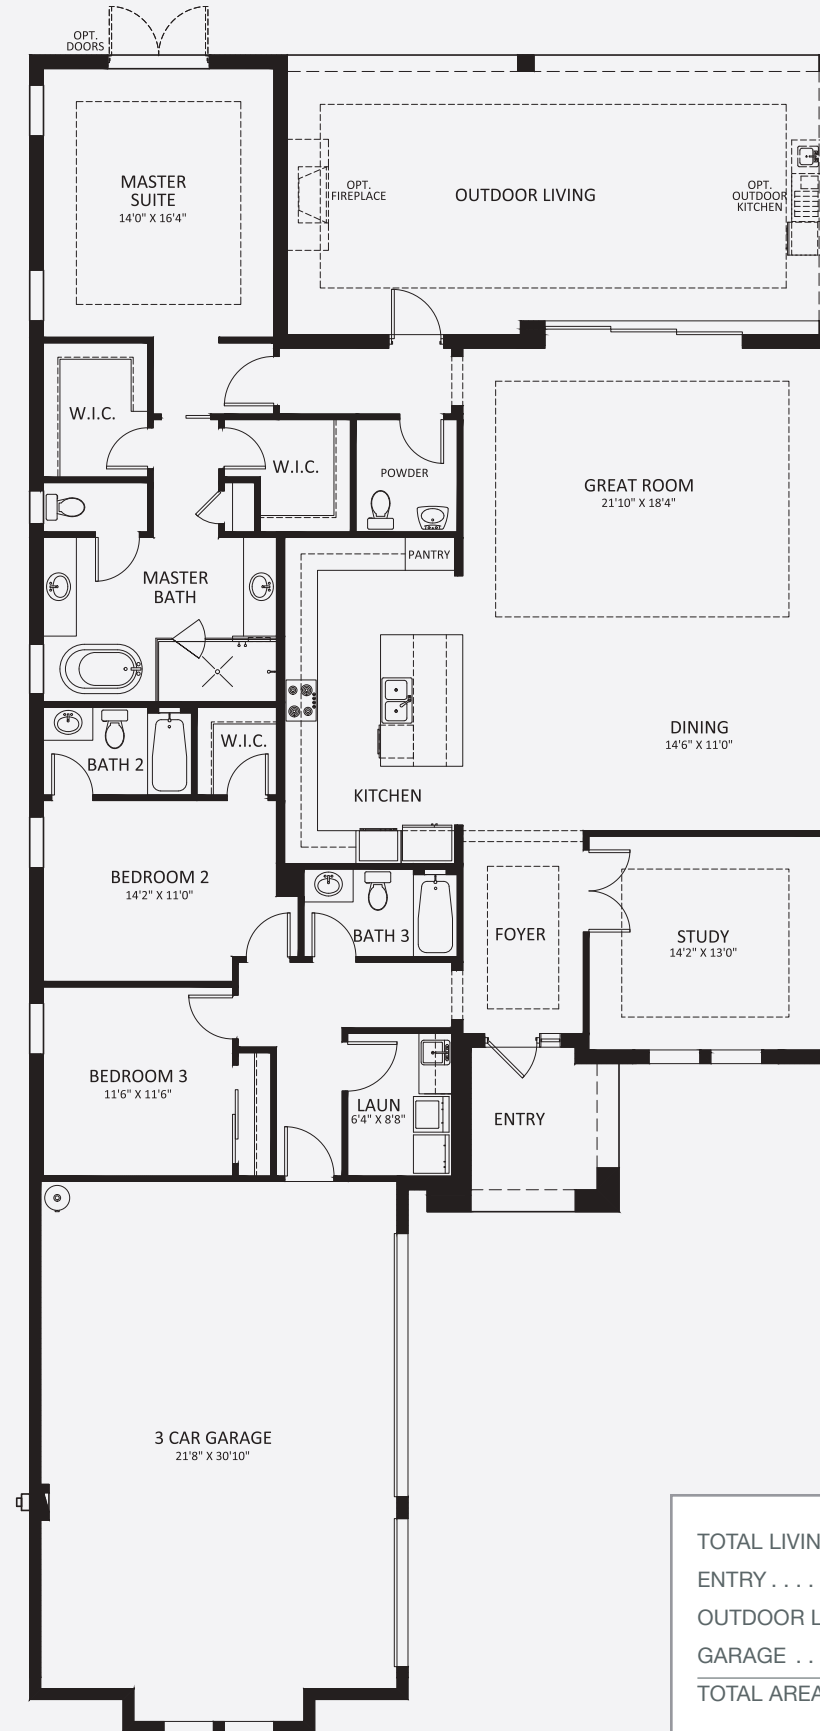 OPT.
DOORS
MASTER
SUITE
14'0" X 16'4"
OPT.
FIREPLACE
OUTDOOR LIVING
OPT.
OUTDOOR
KITCHEN
W.I.C.
W.I.C.
POWDER
GREAT ROOM
21'10" X 18'4"
PANTRY
MASTER
BATH
DINING
14'6" X 11'0"
W.I.C.
BATH 2
KITCHEN
BEDROOM 2
14'2" X 11'0"
BATH 3
FOYER
STUDY
14'2" X 13'0"
BEDROOM 3
11'6" X 11'6"
LAUN
6'4" X 8'8"
ENTRY
3 CAR GARAGE
21'8" X 30'10"
TOTAL LIVIN
ENTRY . . . .
OUTDOOR L
GARAGE . .
TOTAL AREA